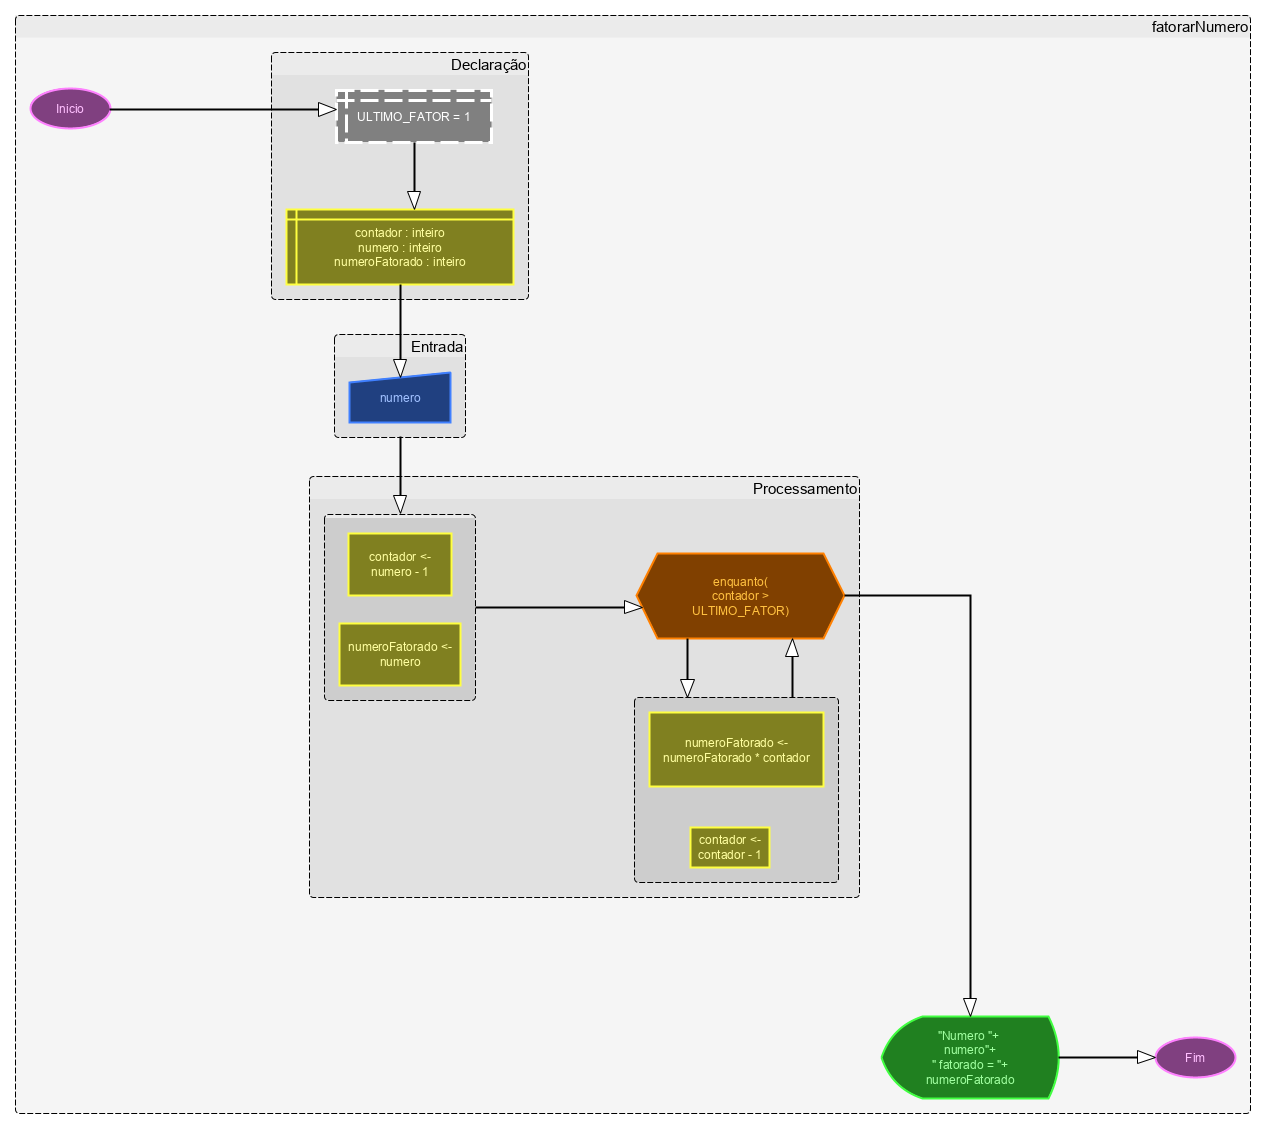 fatorarNumero
Declaração
Inicio
ULTIMO_FATOR = 1
contador : inteiro
numero : inteiro
numeroFatorado : inteiro
Entrada
numero
Processamento
contador <-
numero - 1
numeroFatorado <-
numero
enquanto(
contador >
ULTIMO_FATOR)
numeroFatorado <-
numeroFatorado * contador
contador <-
contador - 1
"Numero "+
numero"+
" fatorado = "+
numeroFatorado
Fim